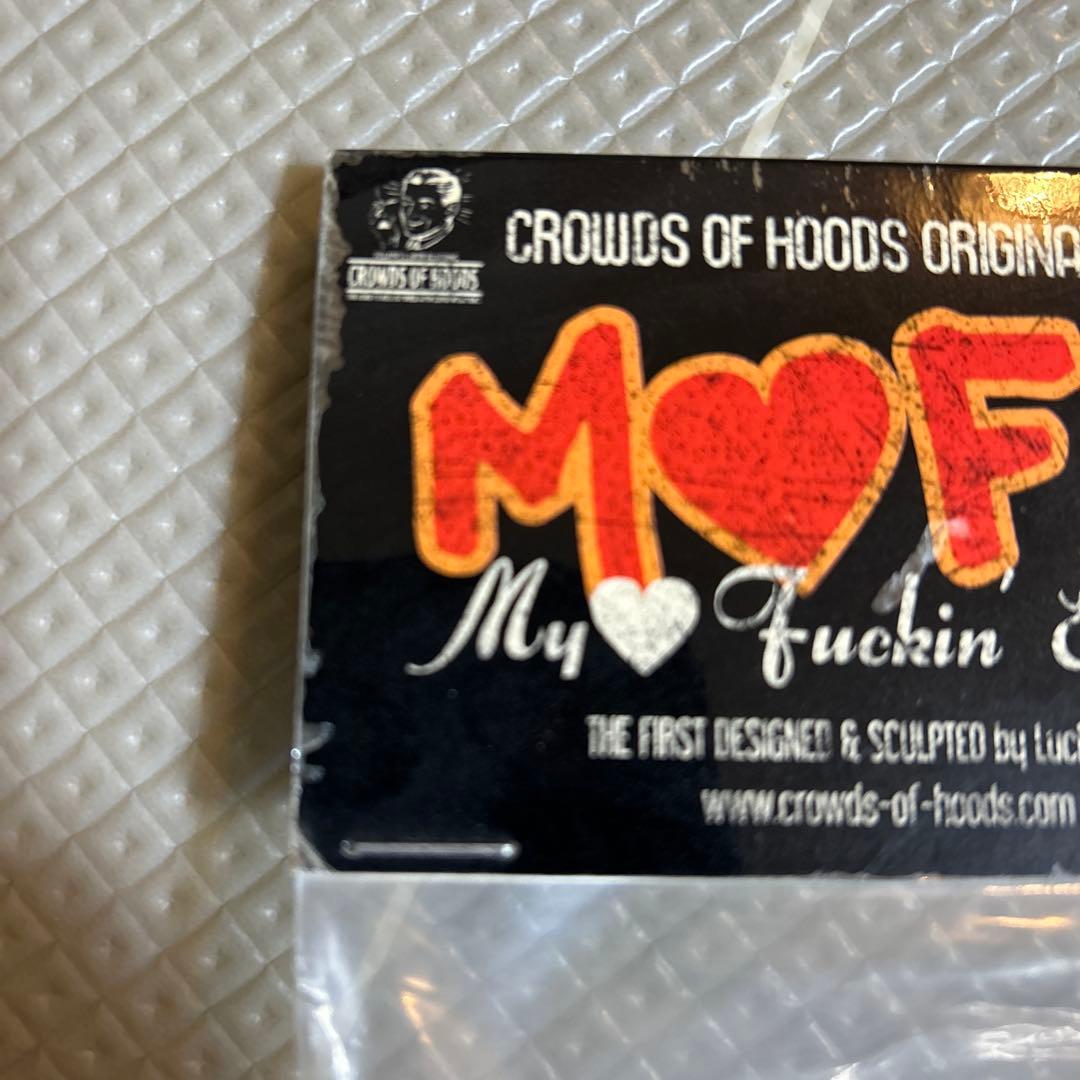 CROWDS OF HOODS
CROWDS OF HOODS ORIGINA
M♥F
My♥Fuckin'
THE FIRST DESIGNED & SCULPTED by Luc
www.crowds-of-hoods.com